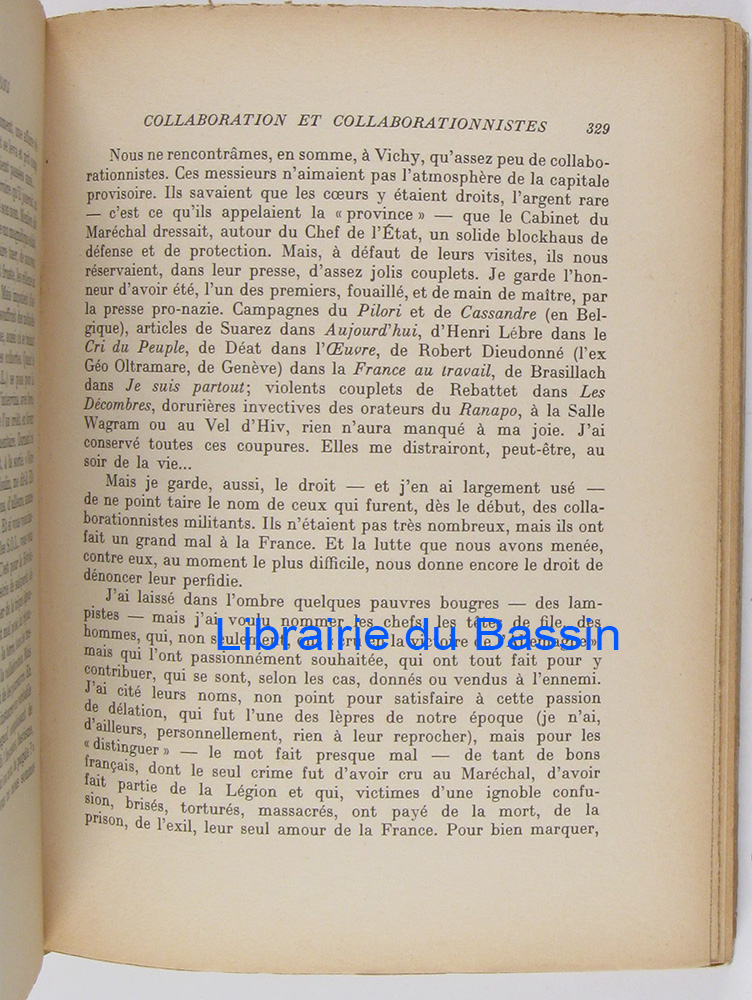 COLLABORATION ET COLLABORATIONNISTES 329
Nous ne rencontrâmes, en somme, à Vichy, qu'assez peu de collabo-
rationnistes. Ces messieurs n'aimaient pas l'atmosphère de la capitale
provisoire. Ils savaient que les cœurs y étaient droits, l'argent rare
— c'est ce qu'ils appelaient la « province » — que le Cabinet du
Maréchal dressait, autour du Chef de l'État, un solide blockhaus de
défense et de protection. Mais, à défaut de leurs visites, ils nous
réservaient, dans leur presse, d'assez jolis couplets. Je garde l'hon-
neur d'avoir été, l'un des premiers, fouaillé, et de main de maître, par
la presse pro-nazie. Campagnes du Pilori et de Cassandre (en Bel-
gique), articles de Suarez dans Aujourd'hui, d'Henri Lébre dans le
Cri du Peuple, de Déat dans l'Œuvre, de Robert Dieudonné (l'ex
Géo Oltramare, de Genève) dans la France au travail, de Brasillach
dans Je suis partout; violents couplets de Rebattet dans Les
Décombres, dorurières invectives des orateurs du Ranapo, à la Salle
Wagram ou au Vel d'Hiv, rien n'aura manqué à ma joie. J'ai
conservé toutes ces coupures. Elles me distrairont, peut-être, au
soir de la vie...
Mais je garde, aussi, le droit — et j'en ai largement usé —
de ne point taire le nom de ceux qui furent, dès le début, des colla-
borationnistes militants. Ils n'étaient pas très nombreux, mais ils ont
fait un grand mal à la France. Et la lutte que nous avons menée,
contre eux, au moment le plus difficile, nous donne encore le droit de
dénoncer leur perfidie.
J'ai laissé dans l'ombre quelques pauvres bougres — des lam-
pistes — mais j'ai voulu nommer les chefs, les têtes de file, des
Librairie du Bassin
hommes, qui, non seulement, ont cru en la victoire de l'Allemagne,
mais qui l'ont passionnément souhaitée, qui ont tout fait pour y
contribuer, qui se sont, selon les cas, donnés ou vendus à l'ennemi.
J'ai cité leurs noms, non point pour satisfaire à cette passion
de délation, qui fut l'une des lèpres de notre époque (je n'ai,
d'ailleurs, personnellement, rien à leur reprocher), mais pour les
« distinguer » — le mot fait presque mal — de tant de bons
français, dont le seul crime fut d'avoir cru au Maréchal, d'avoir
fait partie de la Légion et qui, victimes d'une ignoble confu-
sion, brisés, torturés, massacrés, ont payé de la mort, de la
prison, de l'exil, leur seul amour de la France. Pour bien marquer,